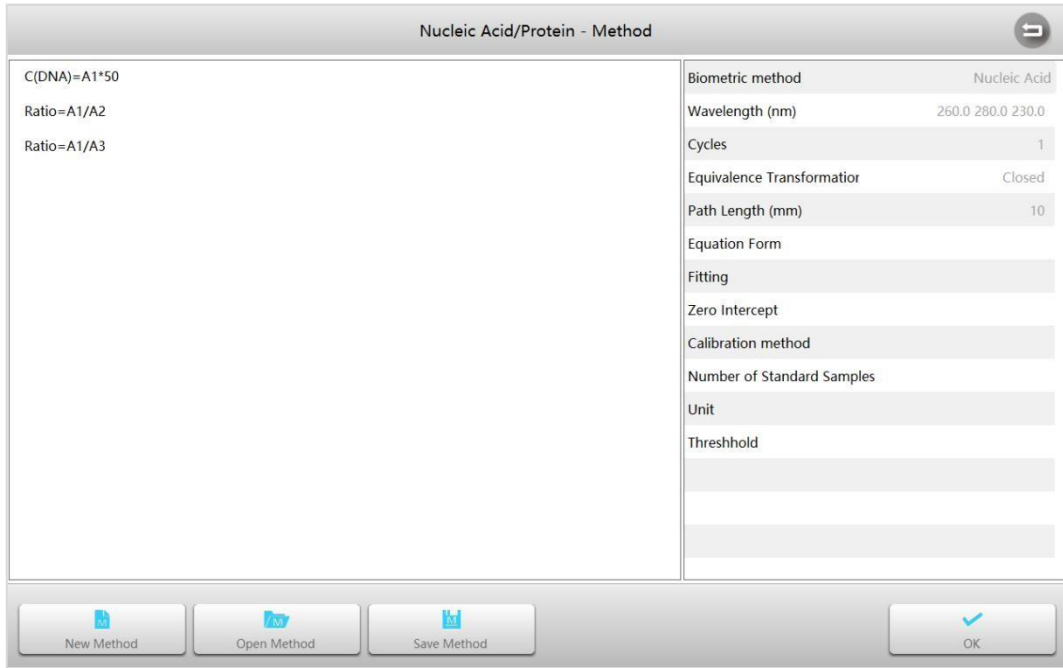 Nucleic Acid/Protein - Method
C(DNA)=A1*50
Ratio=A1/A2
Ratio=A1/A3
Biometric method Nucleic Acid
Wavelength (nm) 260.0 280.0 230.0
Cycles 1
Equivalence Transformatior Closed
Path Length (mm) 10
Equation Form
Fitting
Zero Intercept
Calibration method
Number of Standard Samples
Unit
Threshhold
M M M
New Method Open Method Save Method OK